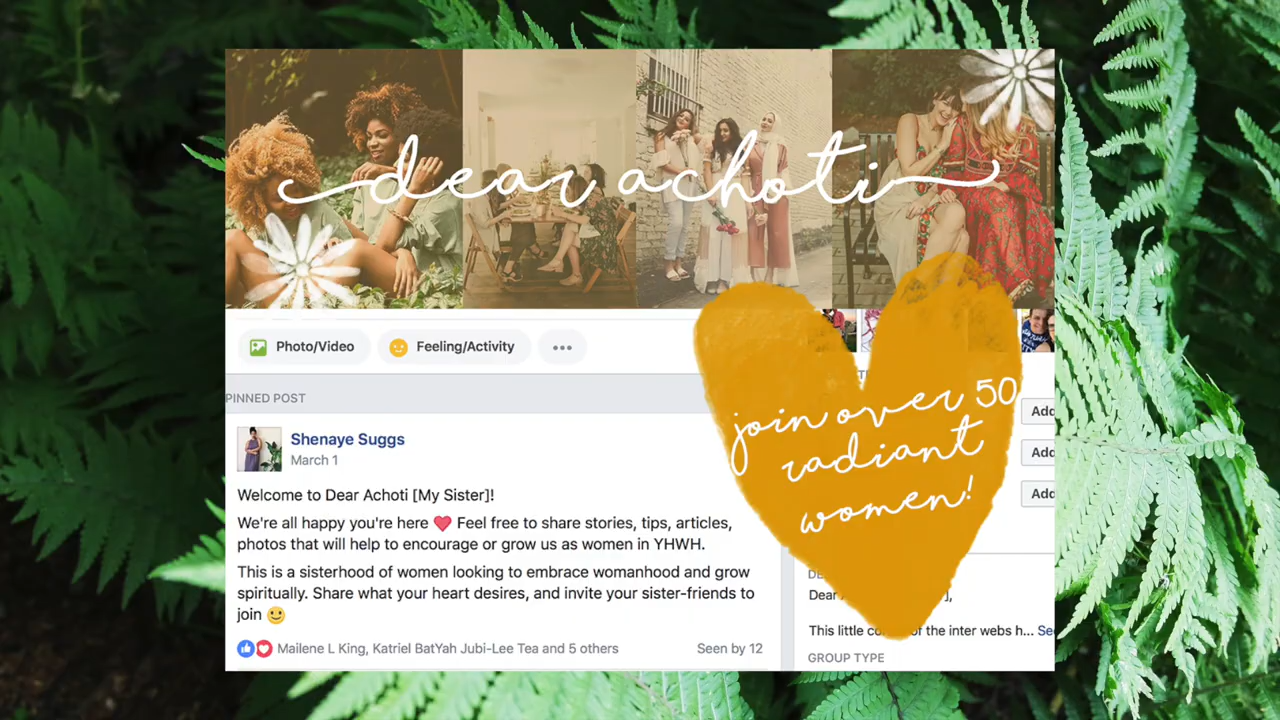 dear achoti
Photo/Video
Feeling/Activity
PINNED POST
Shenaye Suggs
March 1
Welcome to Dear Achoti [My Sister]!
We're all happy you're here ❤️ Feel free to share stories, tips, articles,
photos that will help to encourage or grow us as women in YHWH.
This is a sisterhood of women looking to embrace womanhood and grow
spiritually. Share what your heart desires, and invite your sister-friends to
join 🙂
Mailene L King, Katriel BatYah Jubi-Lee Tea and 5 others
Seen by 12
join over 50
radiant
women!
Add
Add
Add
This little of the inter webs h...
GROUP TYPE